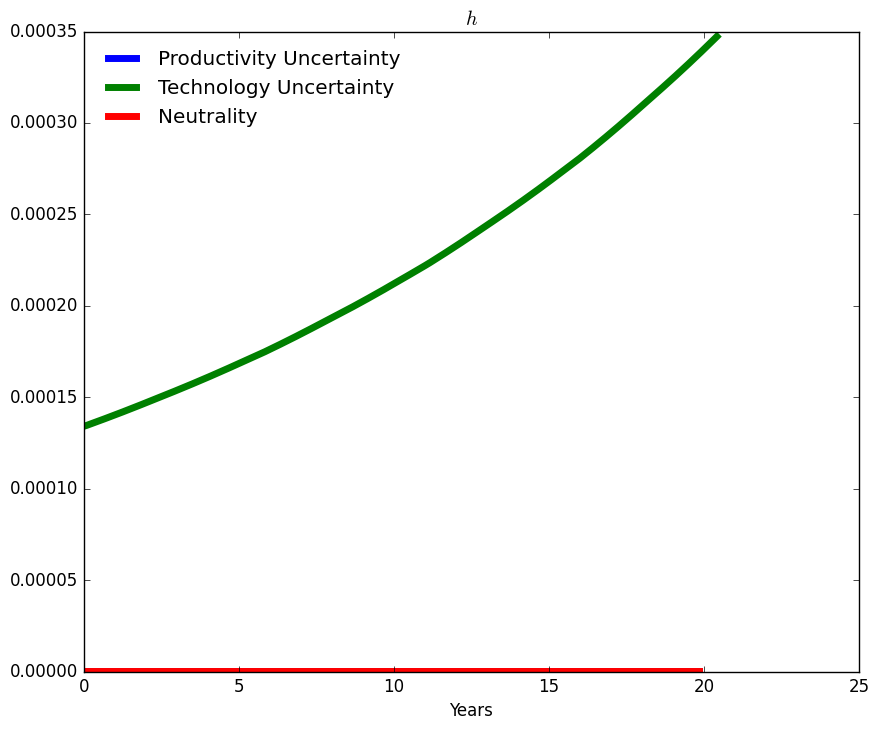 h
0.00035
Productivity Uncertainty
Technology Uncertainty
Neutrality
0.00030
0.00025
0.00020
0.00015
0.00010
0.00005
0.00000
0 5 10 15 20 25
Years